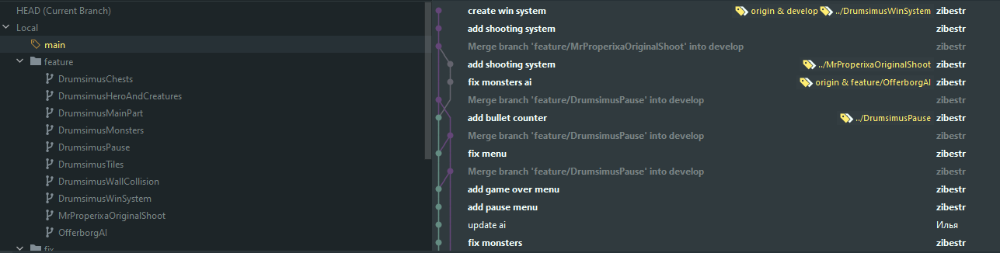 HEAD (Current Branch)
Local
main
feature
DrumsimusChests
DrumsimusHeroAndCreatures
DrumsimusMainPart
DrumsimusMonsters
DrumsimusPause
DrumsimusTiles
DrumsimusWallCollision
DrumsimusWinSystem
MrProperixaOriginalShoot
OfferborgAI
fix
create win system origin & develop ../DrumsimusWinSystem zibestr
add shooting system zibestr
Merge branch 'feature/MrProperixaOriginalShoot' into develop zibestr
add shooting system ../MrProperixaOriginalShoot zibestr
fix monsters ai origin & feature/OfferborgAI zibestr
Merge branch 'feature/DrumsimusPause' into develop zibestr
add bullet counter ../DrumsimusPause zibestr
Merge branch 'feature/DrumsimusPause' into develop zibestr
fix menu zibestr
Merge branch 'feature/DrumsimusPause' into develop zibestr
add game over menu zibestr
add pause menu zibestr
update ai Илья
fix monsters zibestr